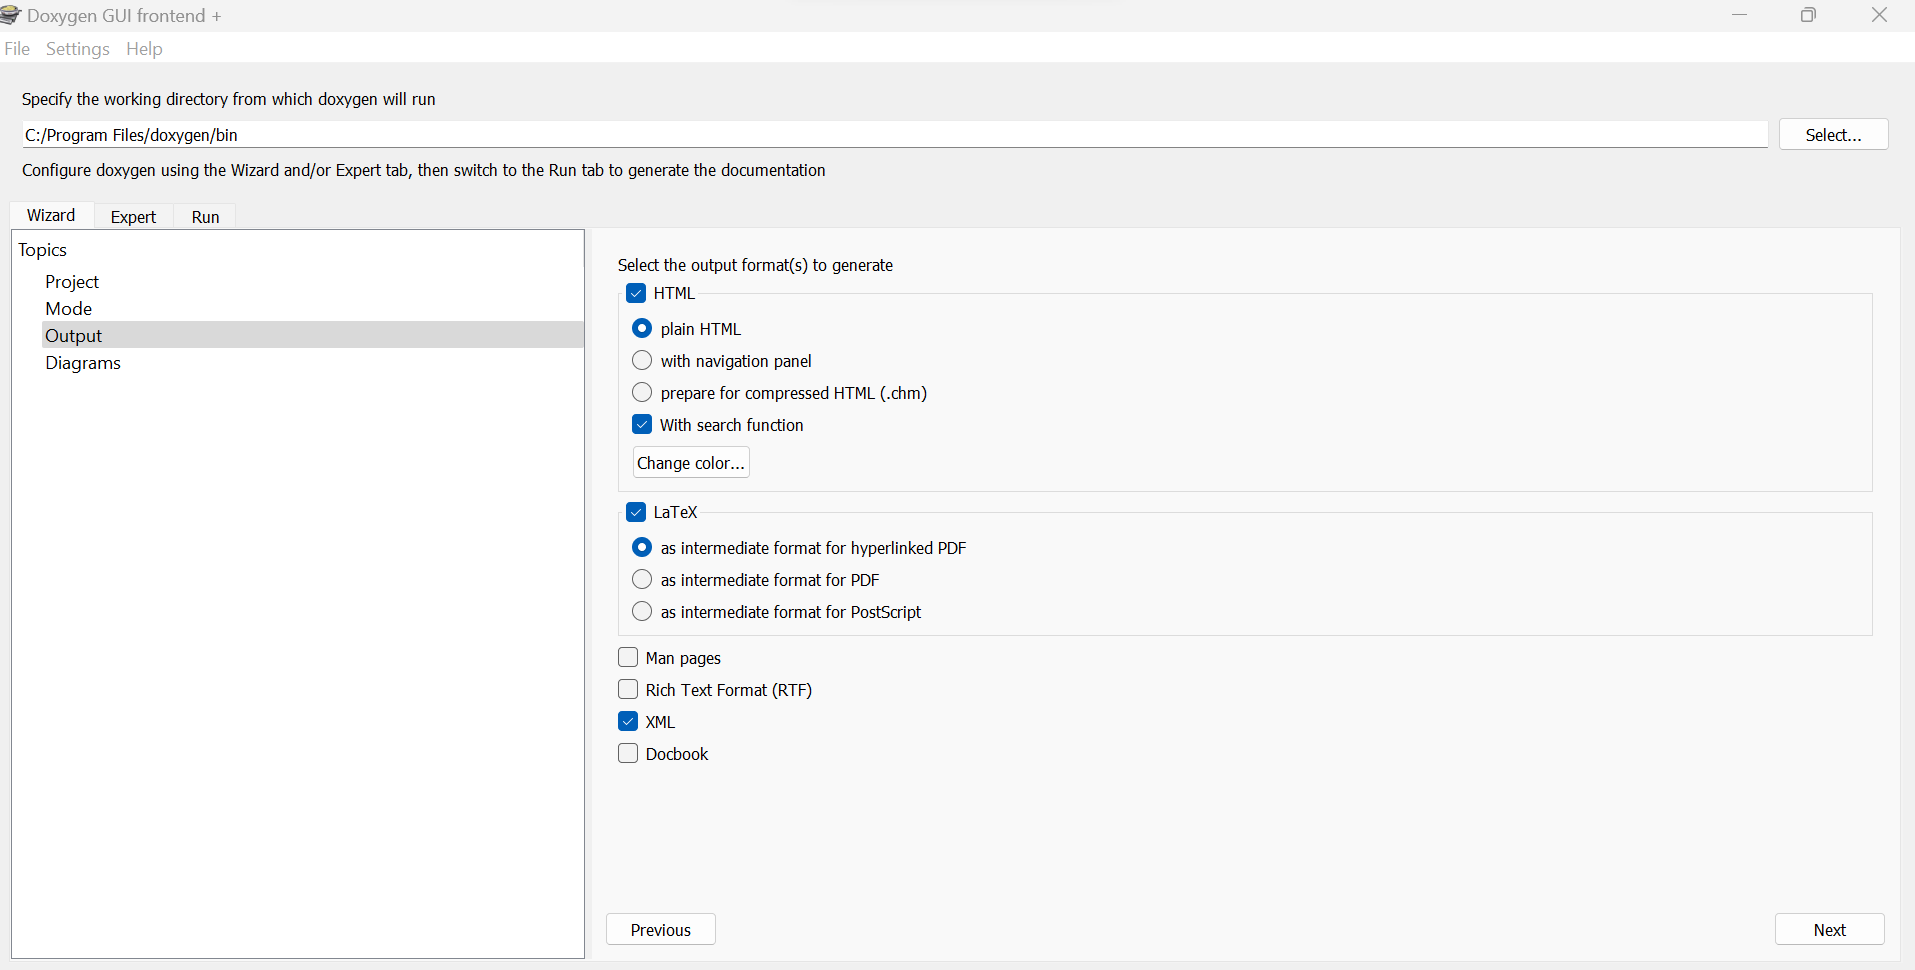 Doxygen GUI frontend +
File Settings Help
Specify the working directory from which doxygen will run
C:/Program Files/doxygen/bin
Select...
Configure doxygen using the Wizard and/or Expert tab, then switch to the Run tab to generate the documentation
Wizard Expert Run
Topics
Project
Mode
Output
Diagrams
Select the output format(s) to generate
HTML
plain HTML
with navigation panel
prepare for compressed HTML (.chm)
With search function
Change color...
LaTeX
as intermediate format for hyperlinked PDF
as intermediate format for PDF
as intermediate format for PostScript
Man pages
Rich Text Format (RTF)
XML
Docbook
Previous
Next